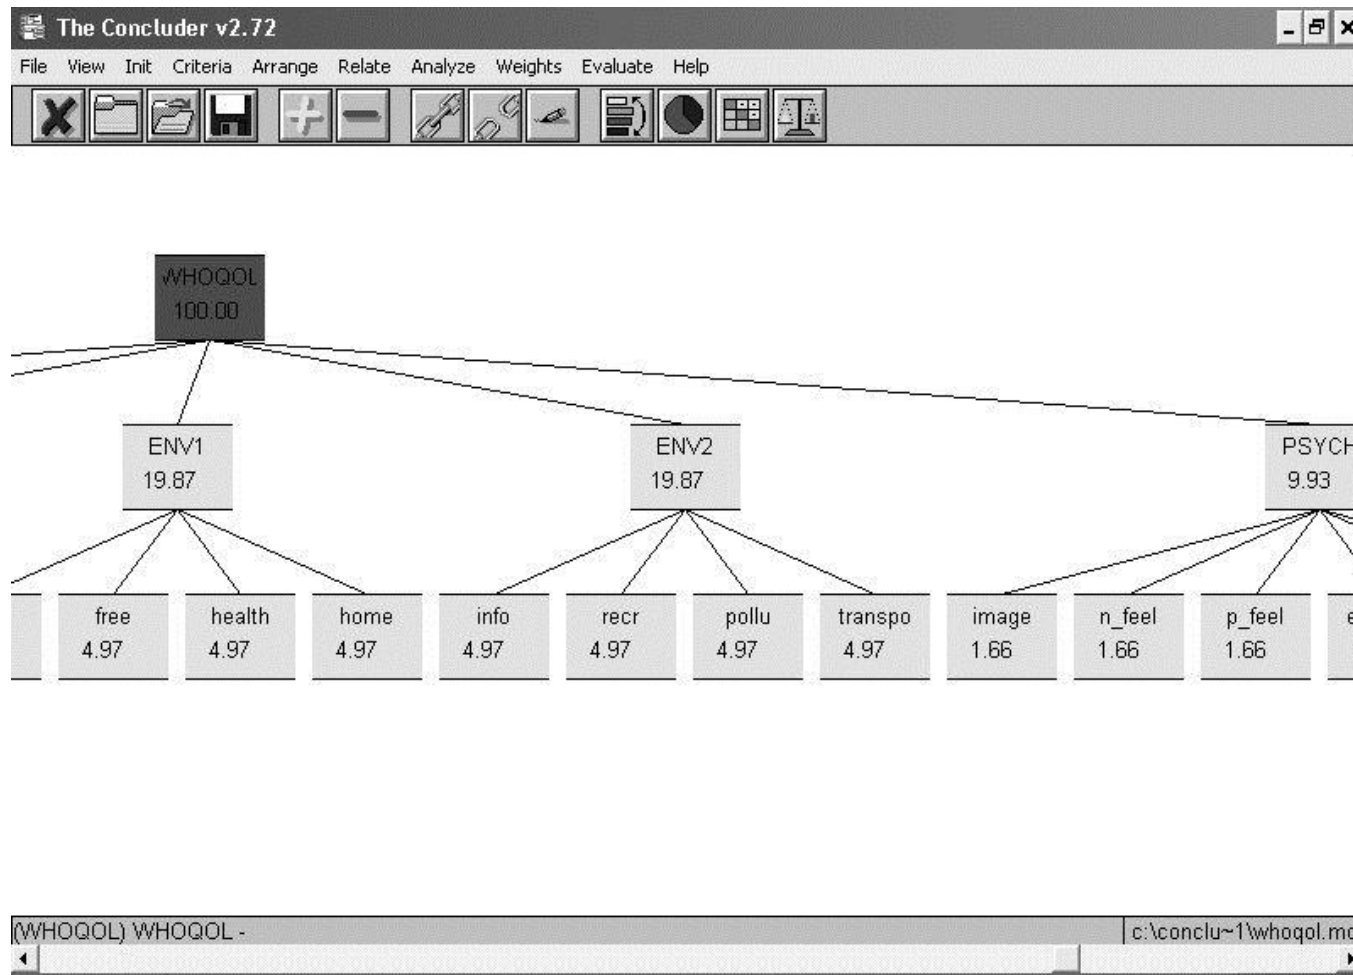 The Concluder v2.72
File View Init Criteria Arrange Relate Analyze Weights Evaluate Help
WHOQOL
100.00
ENV1 ENV2 PSYCH
19.87 19.87 9.93
free health home info recr pollu transpo image n_feel p_feel e
4.97 4.97 4.97 4.97 4.97 4.97 4.97 1.66 1.66 1.66
(WHOQOL) WHOQOL - c:\conclu~1\whoqol.mo